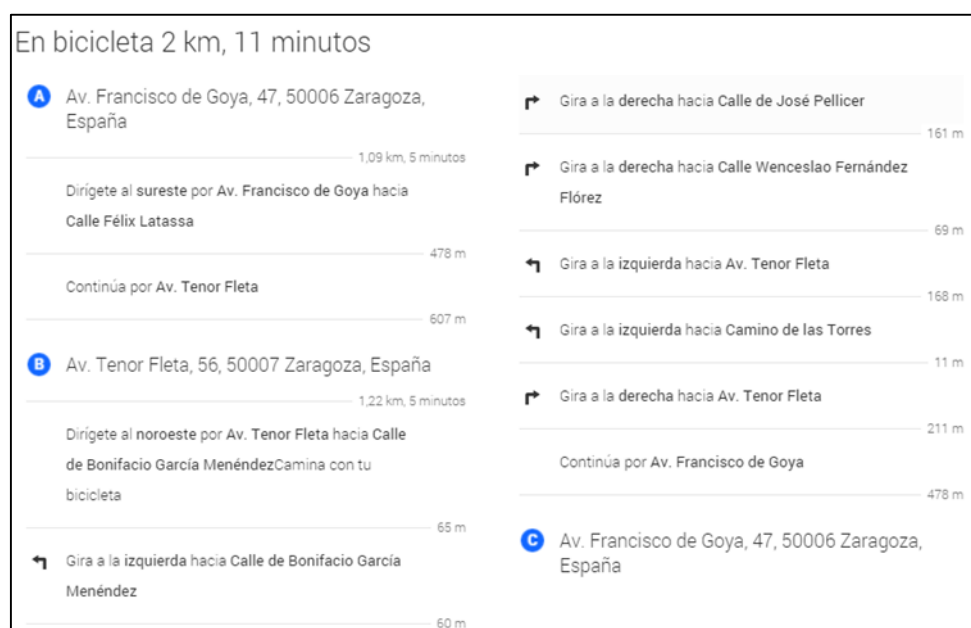 En bicicleta 2 km, 11 minutos
A Av. Francisco de Goya, 47, 50006 Zaragoza,
España
1,09 km, 5 minutos
Dirígete al sureste por Av. Francisco de Goya hacia
Calle Félix Latassa
478 m
Continúa por Av. Tenor Fleta
607 m
B Av. Tenor Fleta, 56, 50007 Zaragoza, España
1,22 km, 5 minutos
Dirígete al noroeste por Av. Tenor Fleta hacia Calle
de Bonifacio García MenéndezCamina con tu
bicicleta
65 m
Gira a la izquierda hacia Calle de Bonifacio García
Menéndez
60 m
Gira a la derecha hacia Calle de José Pellicer
161 m
Gira a la derecha hacia Calle Wenceslao Fernández
Flórez
69 m
Gira a la izquierda hacia Av. Tenor Fleta
168 m
Gira a la izquierda hacia Camino de las Torres
11 m
Gira a la derecha hacia Av. Tenor Fleta
211 m
Continúa por Av. Francisco de Goya
478 m
C Av. Francisco de Goya, 47, 50006 Zaragoza,
España